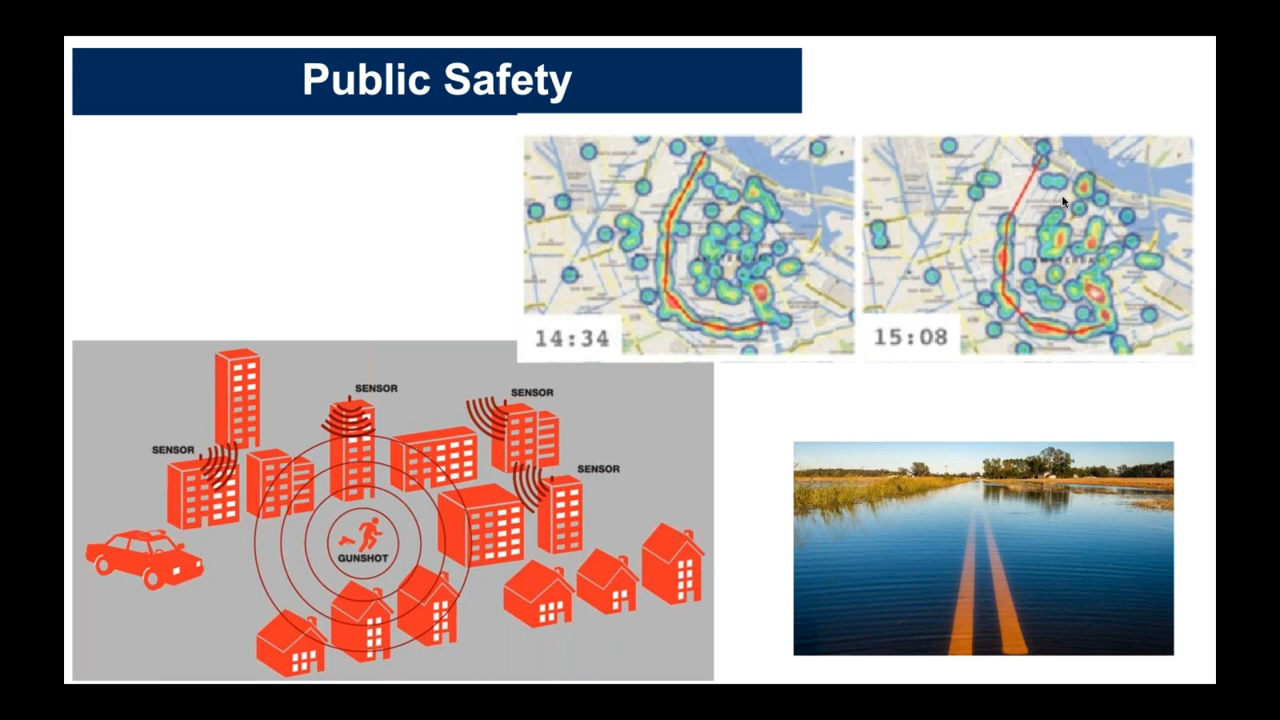 Public Safety
14:34
15:08
SENSOR
SENSOR
SENSOR
SENSOR
GUNSHOT